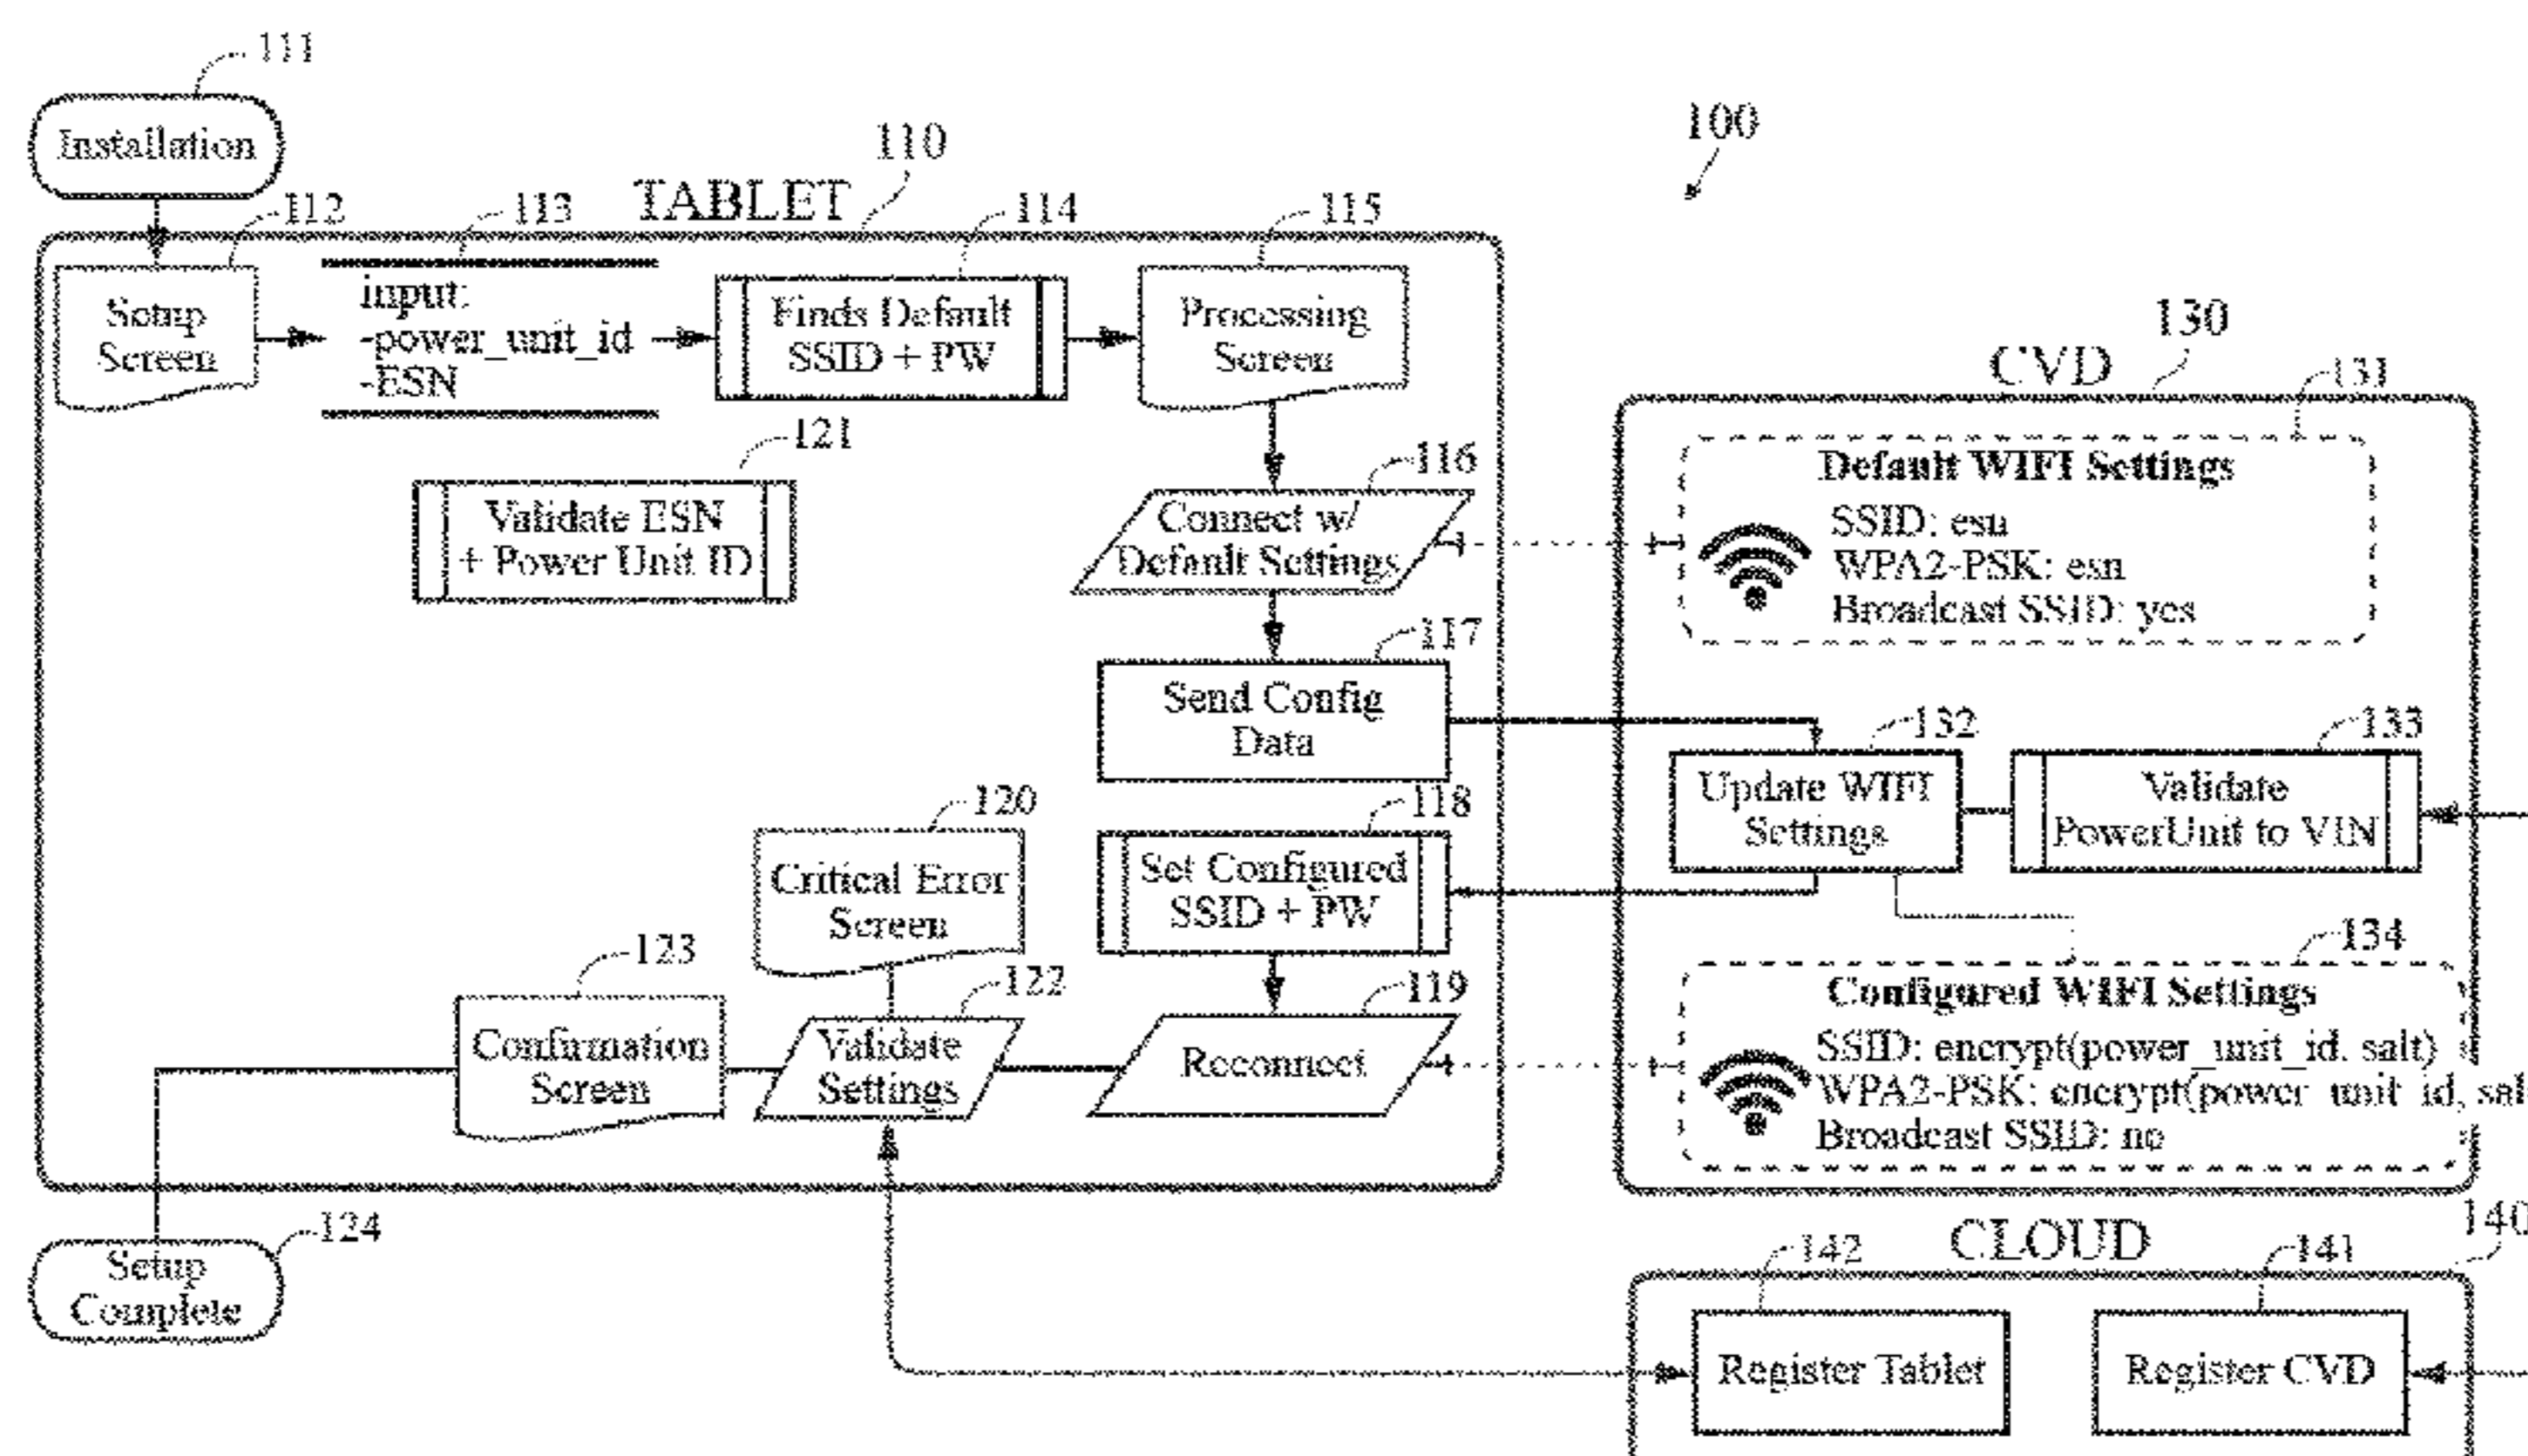 111
Installation
110
100
112
113
TABLET
114
115
Setup
Screen
input:
-power_unit_id
-ESN
Finds Default
SSID + PW
Processing
Screen
130
CVD
131
121
Validate ESN
+ Power Unit ID
116
Connect w/
Default Settings
Default WIFI Settings
SSID: esn
WPA2-PSK: esn
Broadcast SSID: yes
117
Send Config
Data
132
133
Update WIFI
Settings
Validate
PowerUnit to VIN
120
118
Critical Error
Screen
Set Configured
SSID + PW
134
123
122
119
Configured WIFI Settings
Confirmation
Screen
Validate
Settings
Reconnect
SSID: encrypt(power_unit_id, salt)
WPA2-PSK: encrypt(power_unit_id, sal
Broadcast SSID: no
124
Setup
Complete
CLOUD
140
142
141
Register Tablet
Register CVD